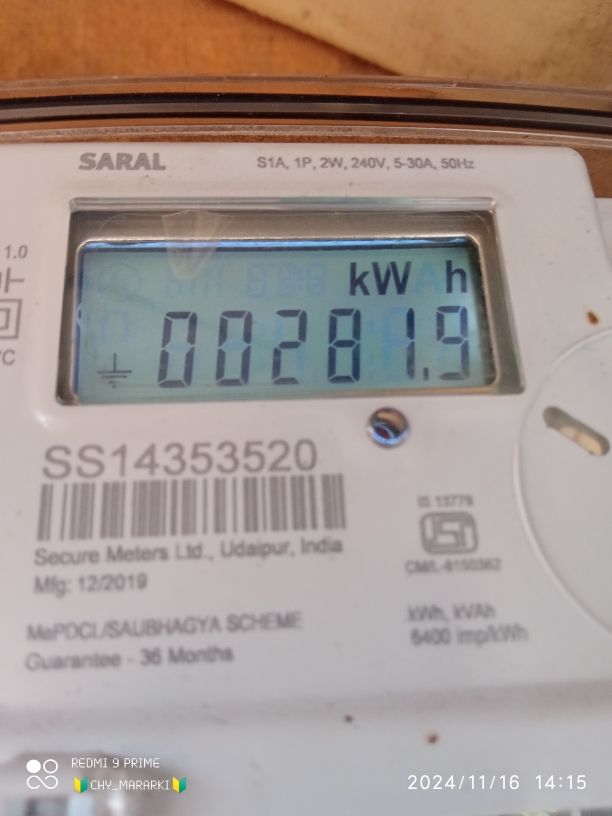 SARAL
S1A, 1P, 2W, 240V, 5-30A, 50Hz
1.0
kW h
00281.9
SS14353520
Secure Meters Ltd., Udaipur, India
Mfg: 12/2019
MePDCL/SAUBHAGYA SCHEME
Guarantee - 36 Months
IS 13779
CM/L-8150362
kWh, kVAh
6400 imp/kWh
REDMI 9 PRIME
🔰CHY_MARARKI🔰
2024/11/16 14:15